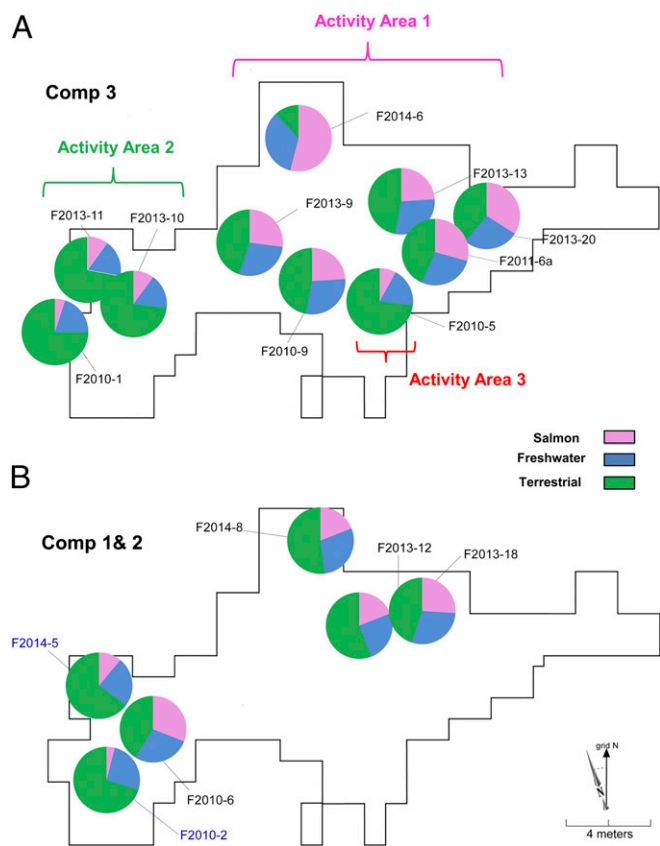 A
Activity Area 1
Comp 3
F2014-6
Activity Area 2
F2013-11
F2013-10
F2013-13
F2013-9
F2013-20
F2011-6a
F2010-5
F2010-9
F2010-1
Activity Area 3
Salmon
Freshwater
Terrestrial
B
Comp 1& 2
F2014-8
F2013-12
F2013-18
F2014-5
F2010-6
F2010-2
grid N
N
4 meters